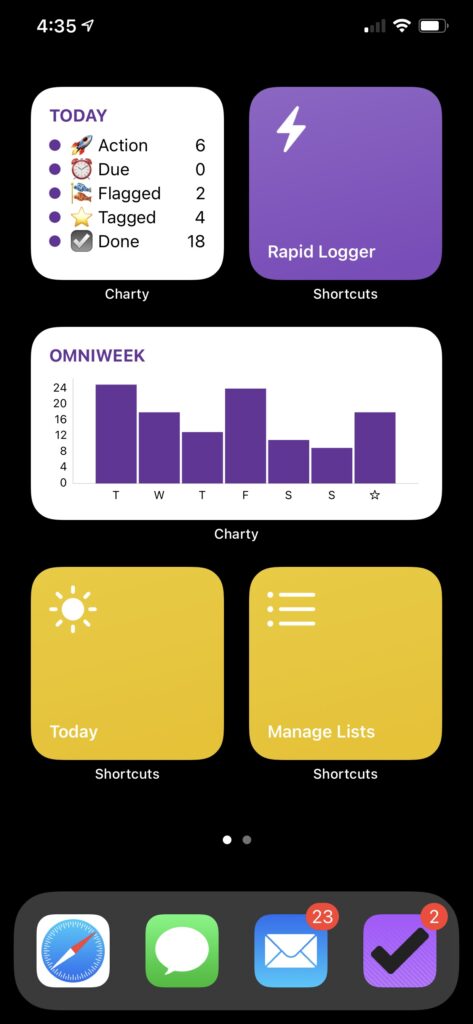 4:35
TODAY
Action 6
Due 0
Flagged 2
Tagged 4
Done 18
Charty
Rapid Logger
Shortcuts
OMNIWEEK
24
20
16
12
8
4
0
T W T F S S ☆
Charty
Today
Shortcuts
Manage Lists
Shortcuts
23
2